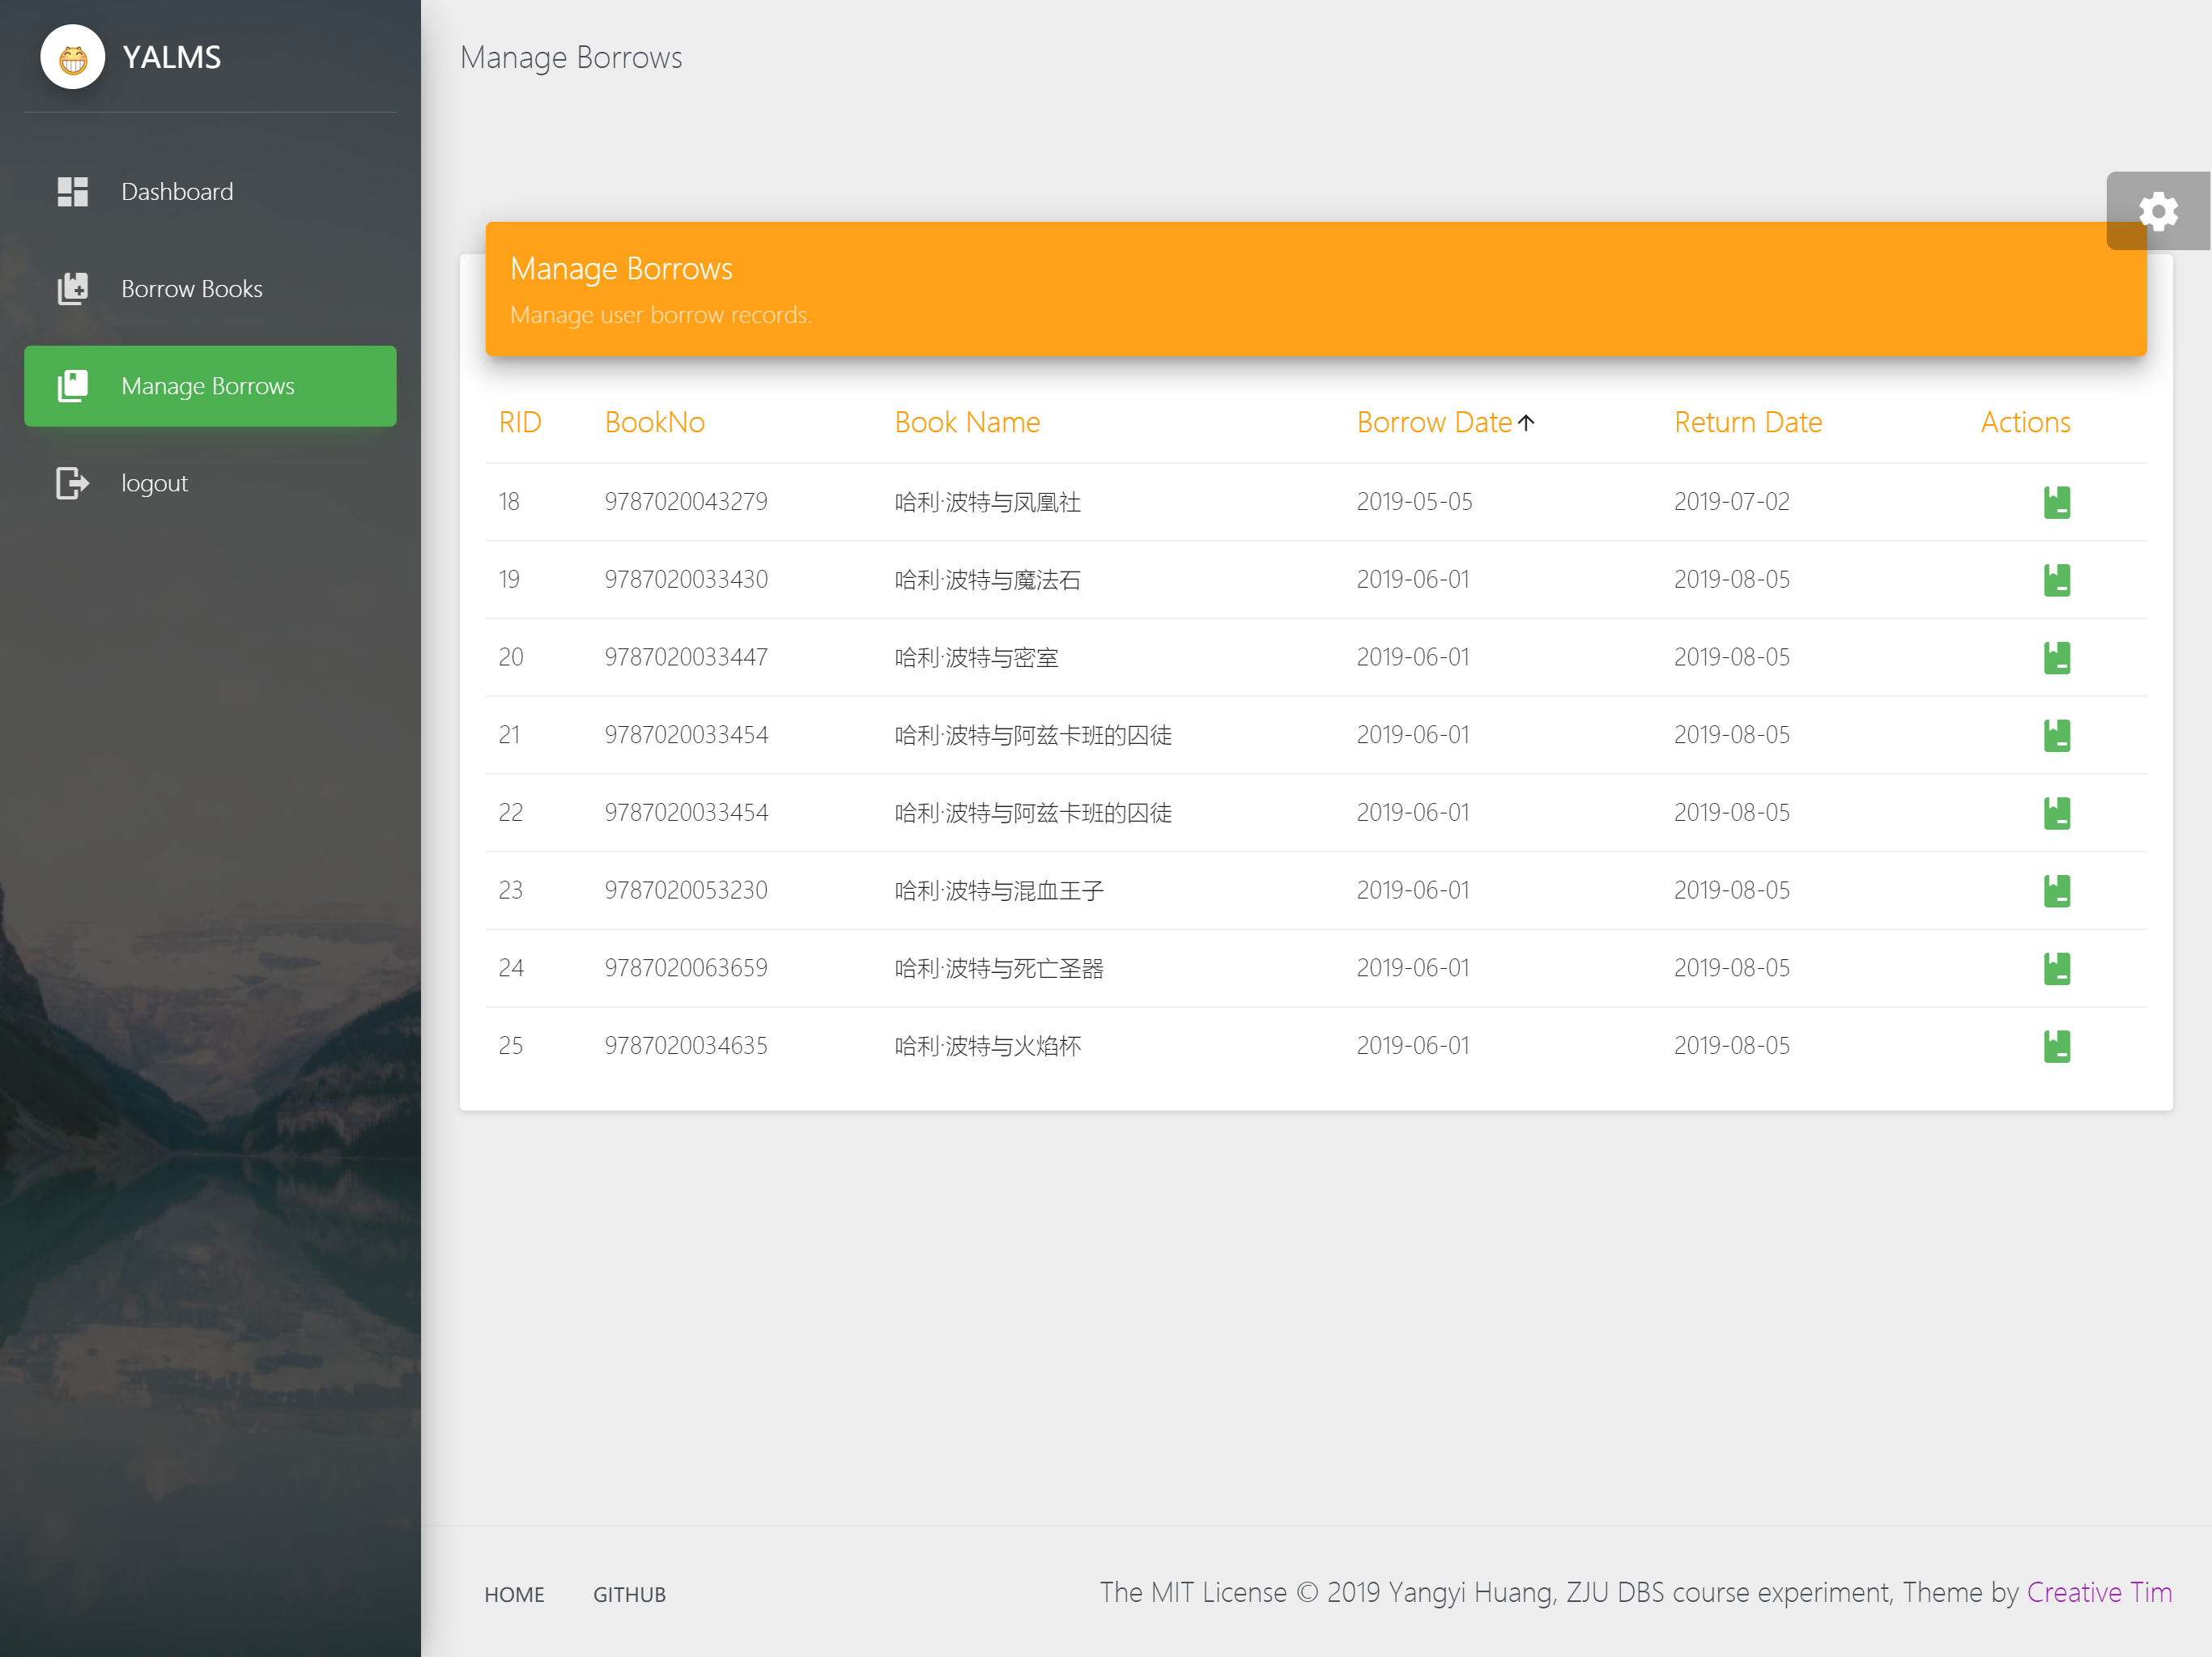 YALMS
Dashboard
Borrow Books
Manage Borrows
logout
Manage Borrows
Manage Borrows
Manage user borrow records.
RID BookNo Book Name Borrow Date Return Date Actions
18 9787020043279 哈利·波特与凤凰社 2019-05-05 2019-07-02
19 9787020033430 哈利·波特与魔法石 2019-06-01 2019-08-05
20 9787020033447 哈利·波特与密室 2019-06-01 2019-08-05
21 9787020033454 哈利·波特与阿兹卡班的囚徒 2019-06-01 2019-08-05
22 9787020033454 哈利·波特与阿兹卡班的囚徒 2019-06-01 2019-08-05
23 9787020053230 哈利·波特与混血王子 2019-06-01 2019-08-05
24 9787020063659 哈利·波特与死亡圣器 2019-06-01 2019-08-05
25 9787020034635 哈利·波特与火焰杯 2019-06-01 2019-08-05
HOME GITHUB The MIT License © 2019 Yangyi Huang, ZJU DBS course experiment, Theme by Creative Tim